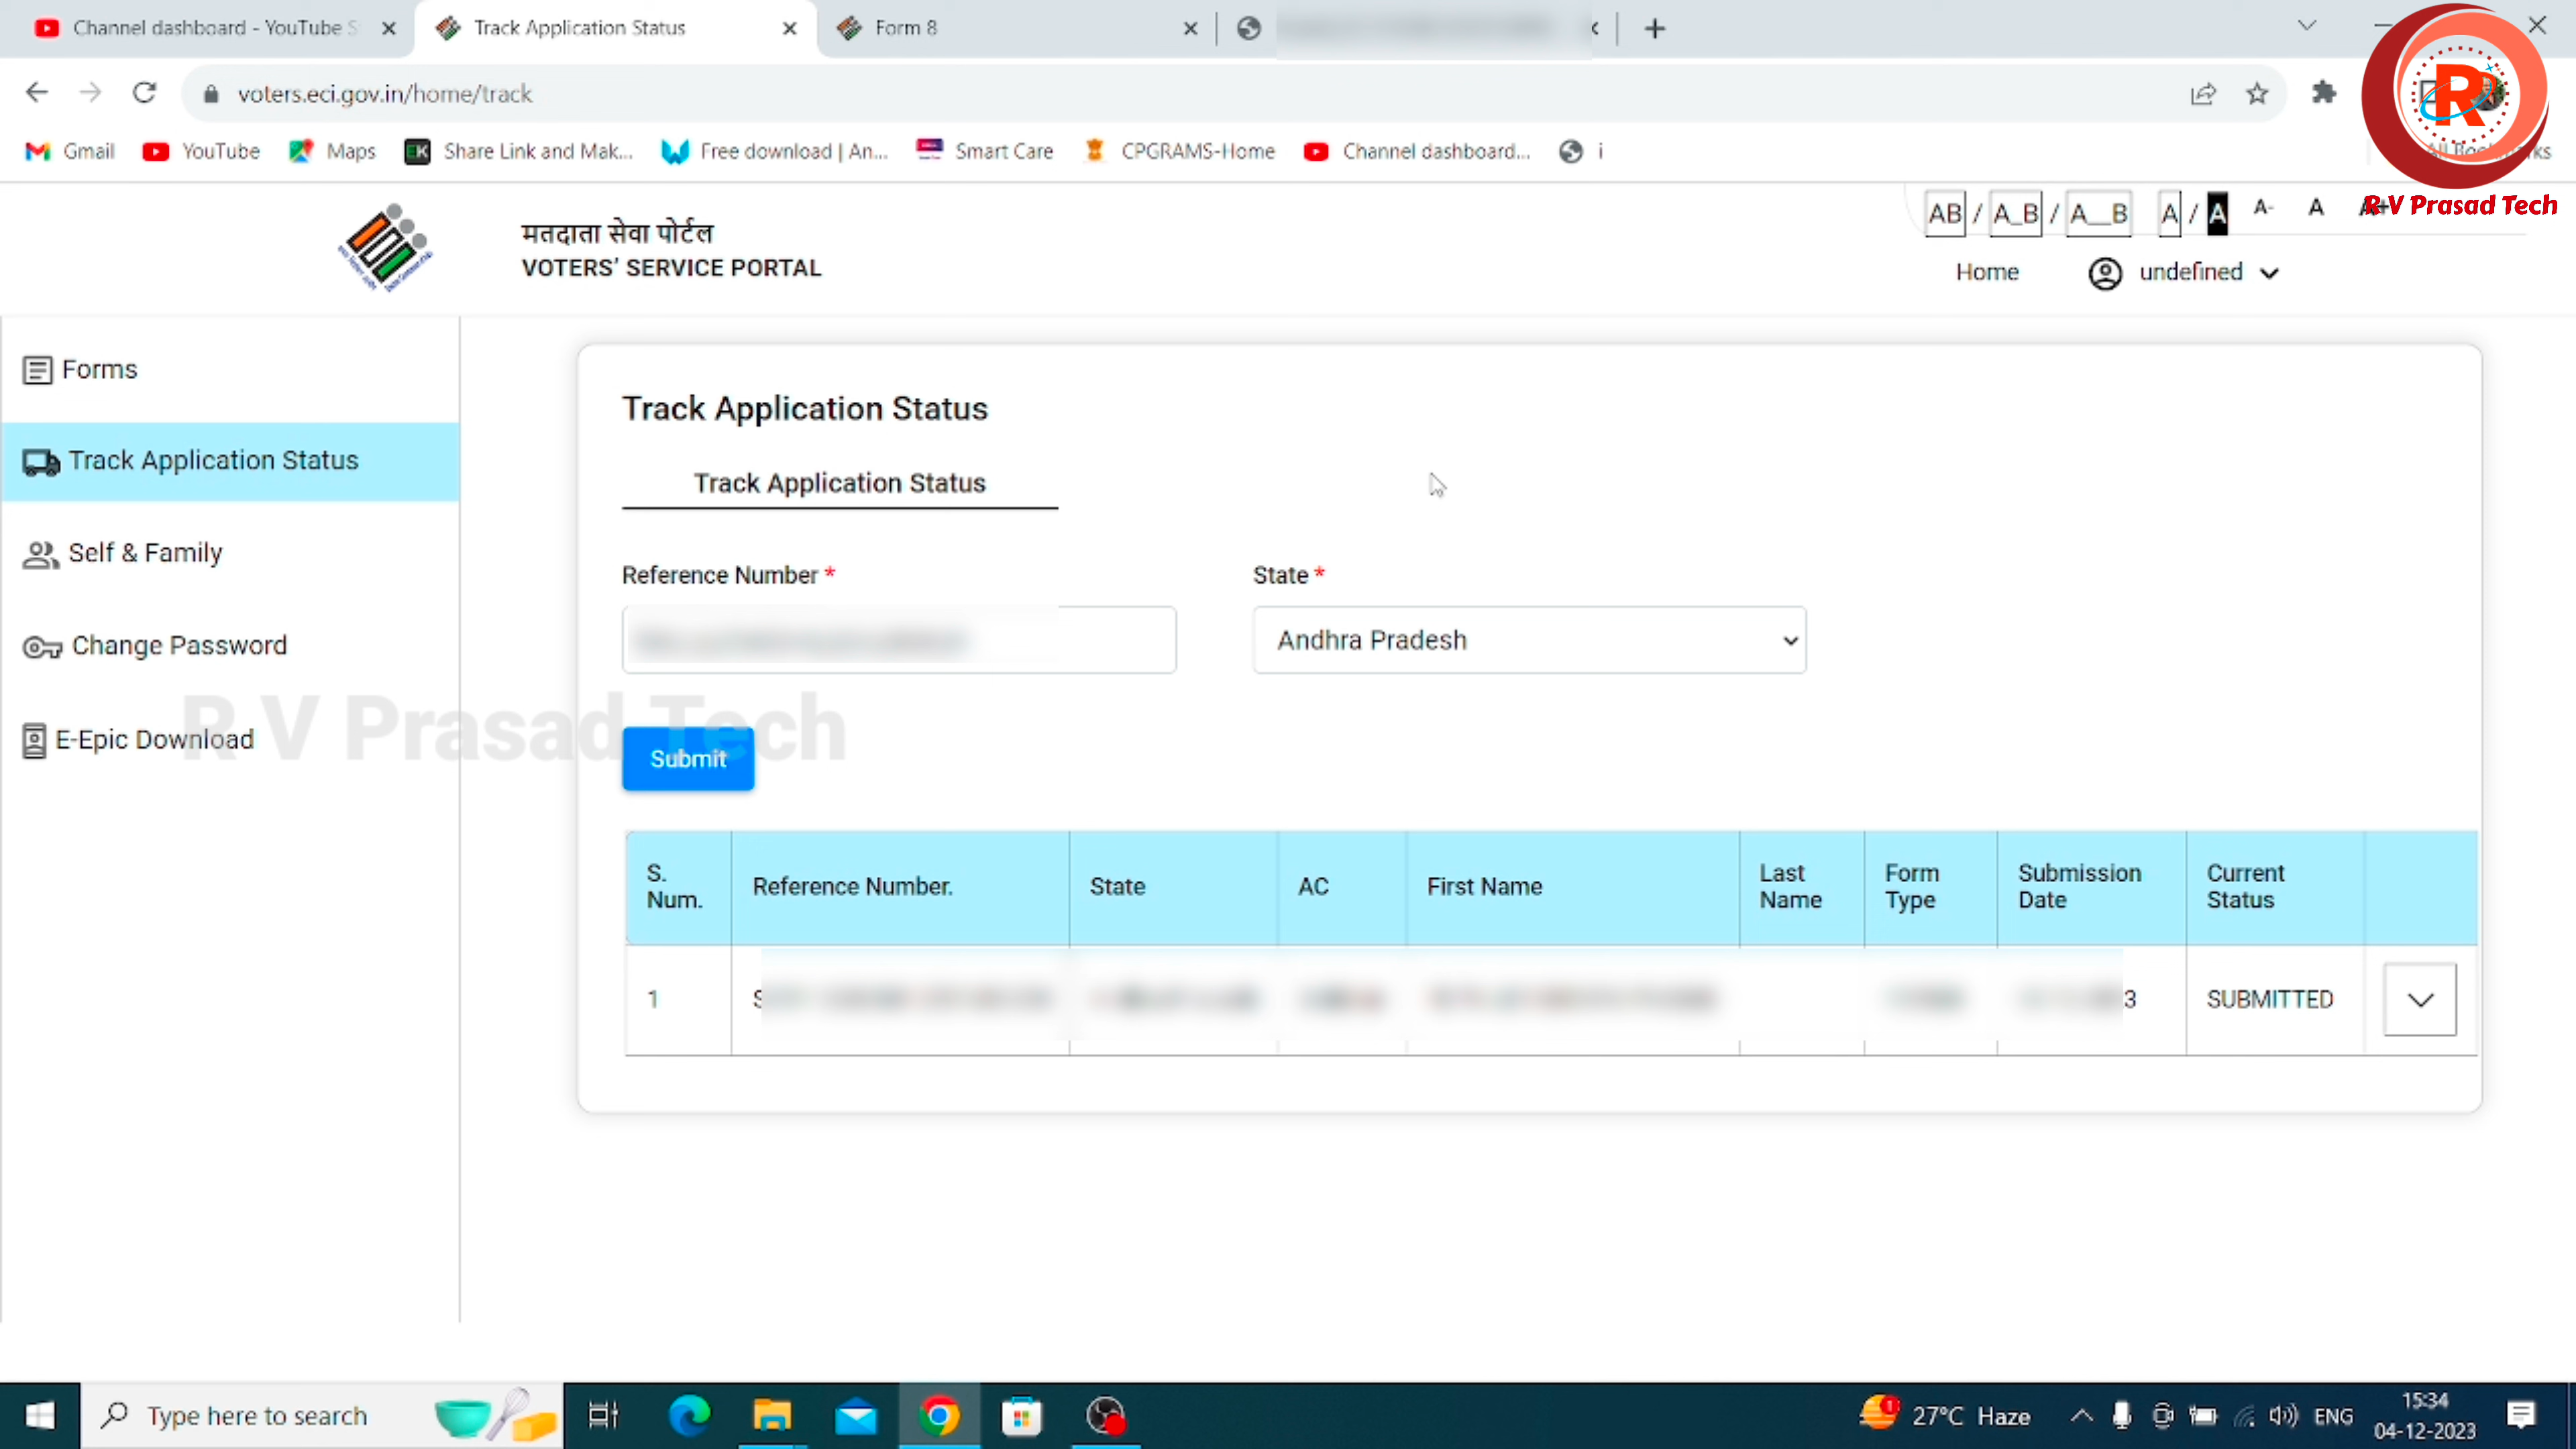 Channel dashboard - YouTube S
Track Application Status
Form 8
voters.eci.gov.in/home/track
Gmail
YouTube
Maps
Share Link and Mak...
Free download | An...
Smart Care
CPGRAMS-Home
Channel dashboard...
i
R
R V Prasad Tech
मतदाता सेवा पोर्टल
VOTERS' SERVICE PORTAL
AB / A_B / A__B A / A A- A A+
Home
undefined
Forms
Track Application Status
Self & Family
Change Password
E-Epic Download
R V Prasad Tech
Track Application Status
Track Application Status
Reference Number *
State *
Andhra Pradesh
Submit
S. Num.
Reference Number.
State
AC
First Name
Last Name
Form Type
Submission Date
Current Status
1
SUBMITTED
Type here to search
27°C Haze
ENG
15:34
04-12-2023